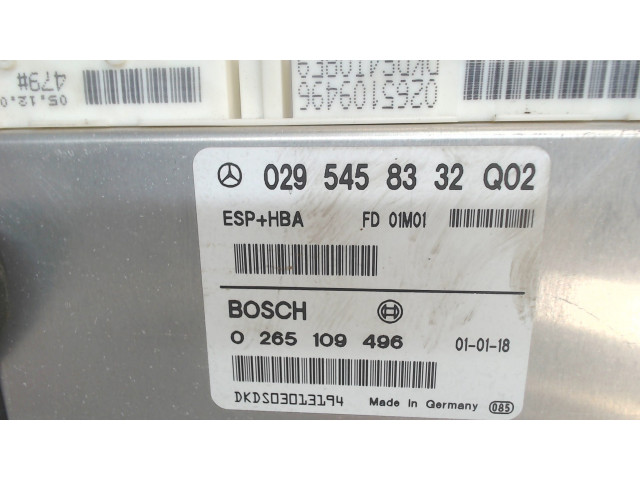 05.12.0
479#
DKDE410859
0265109496
029 545 83 32 Q02
ESP+HBA FD 01M01
BOSCH
0 265 109 496 01-01-18
DKDS03013194 Made in Germany 085